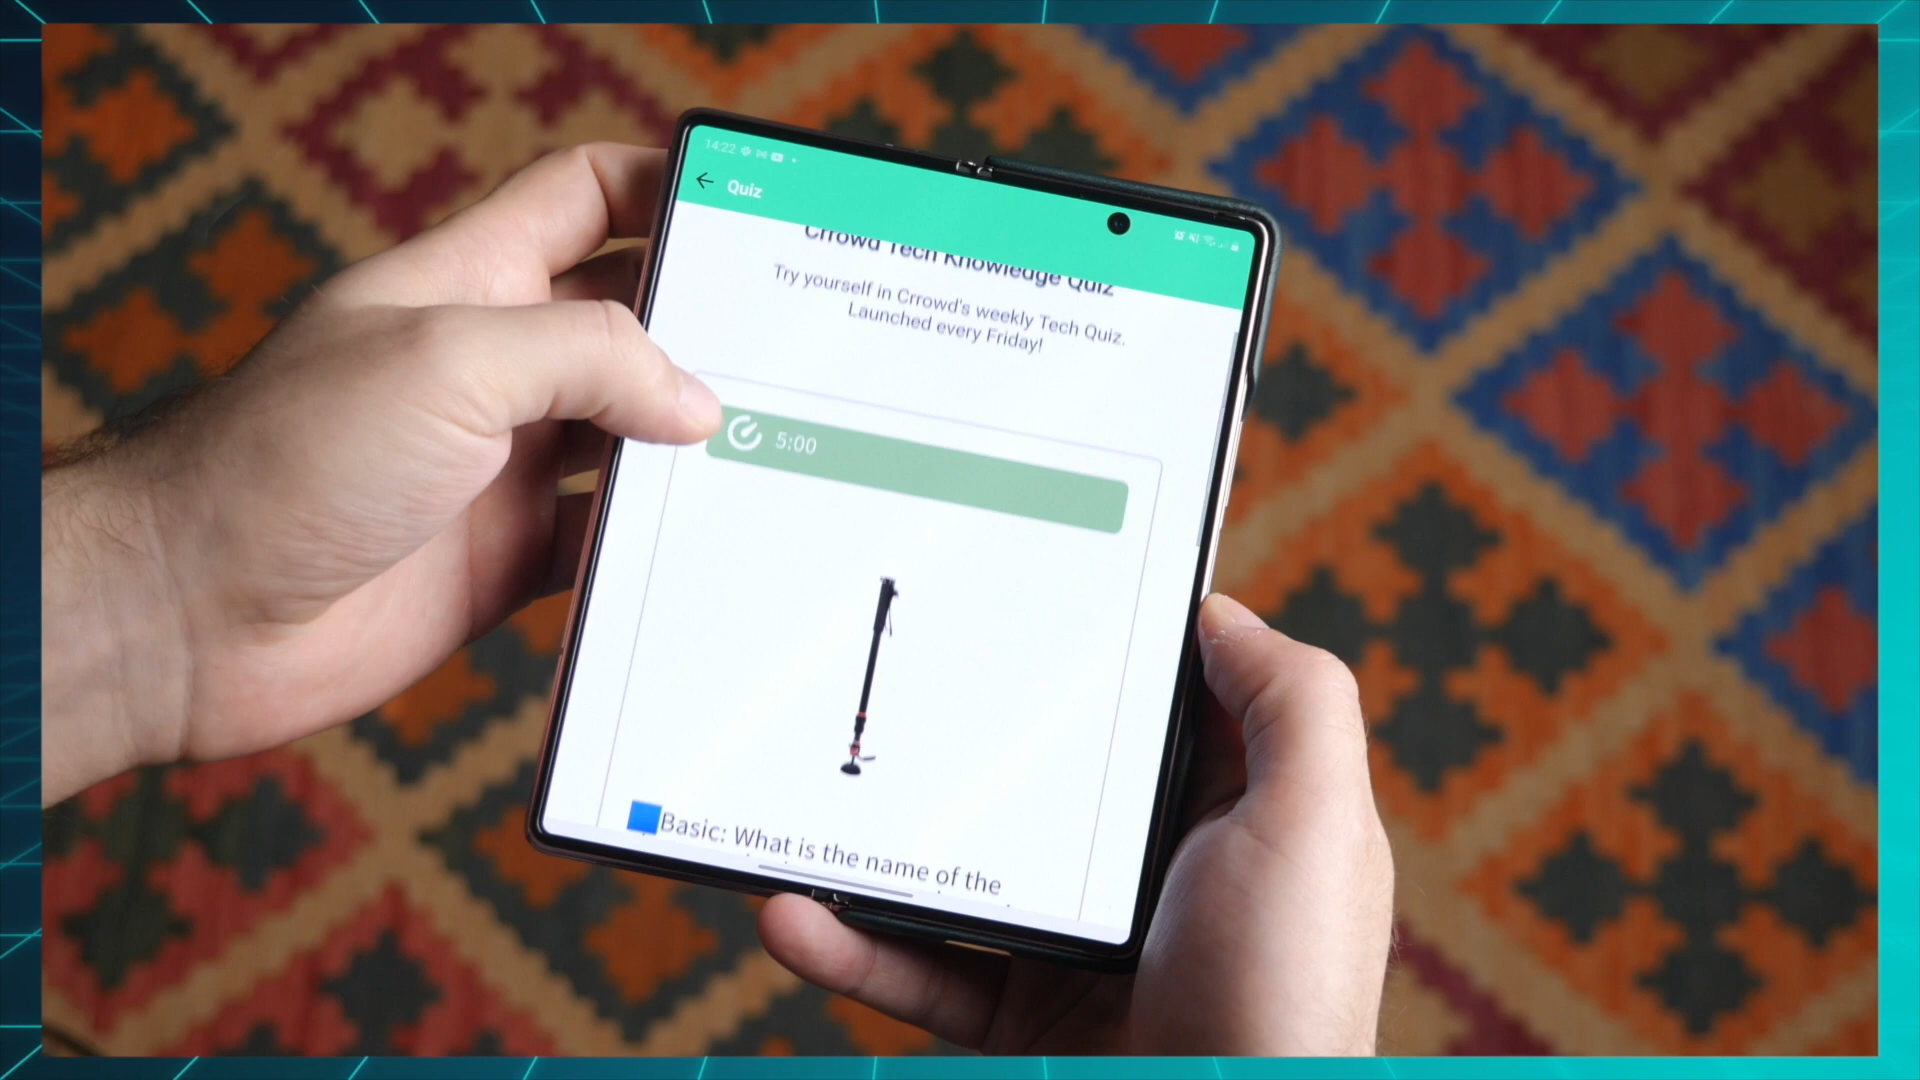 14:22
Quiz
Crrowd Tech Knowledge Quiz
Try yourself in Crrowd's weekly Tech Quiz.
Launched every Friday!
5:00
Basic: What is the name of the